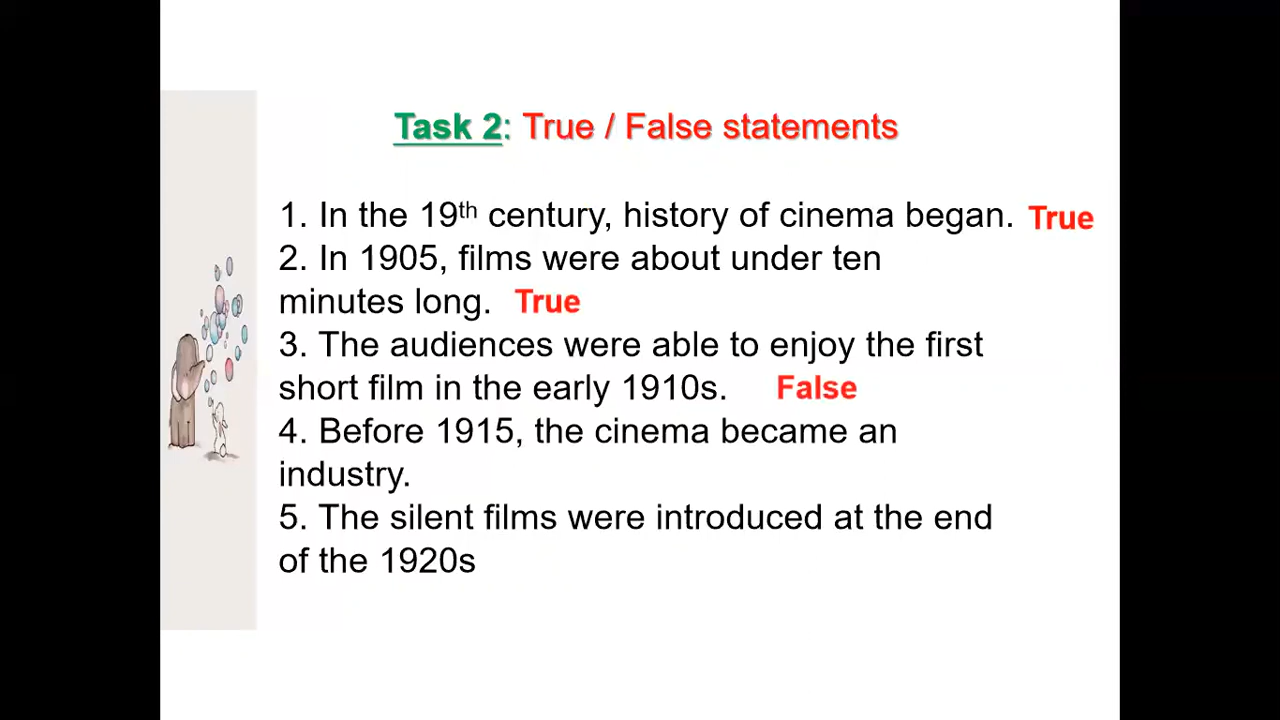 Task 2: True / False statements
1. In the 19th century, history of cinema began. True
2. In 1905, films were about under ten
minutes long. True
3. The audiences were able to enjoy the first
short film in the early 1910s. False
4. Before 1915, the cinema became an
industry.
5. The silent films were introduced at the end
of the 1920s